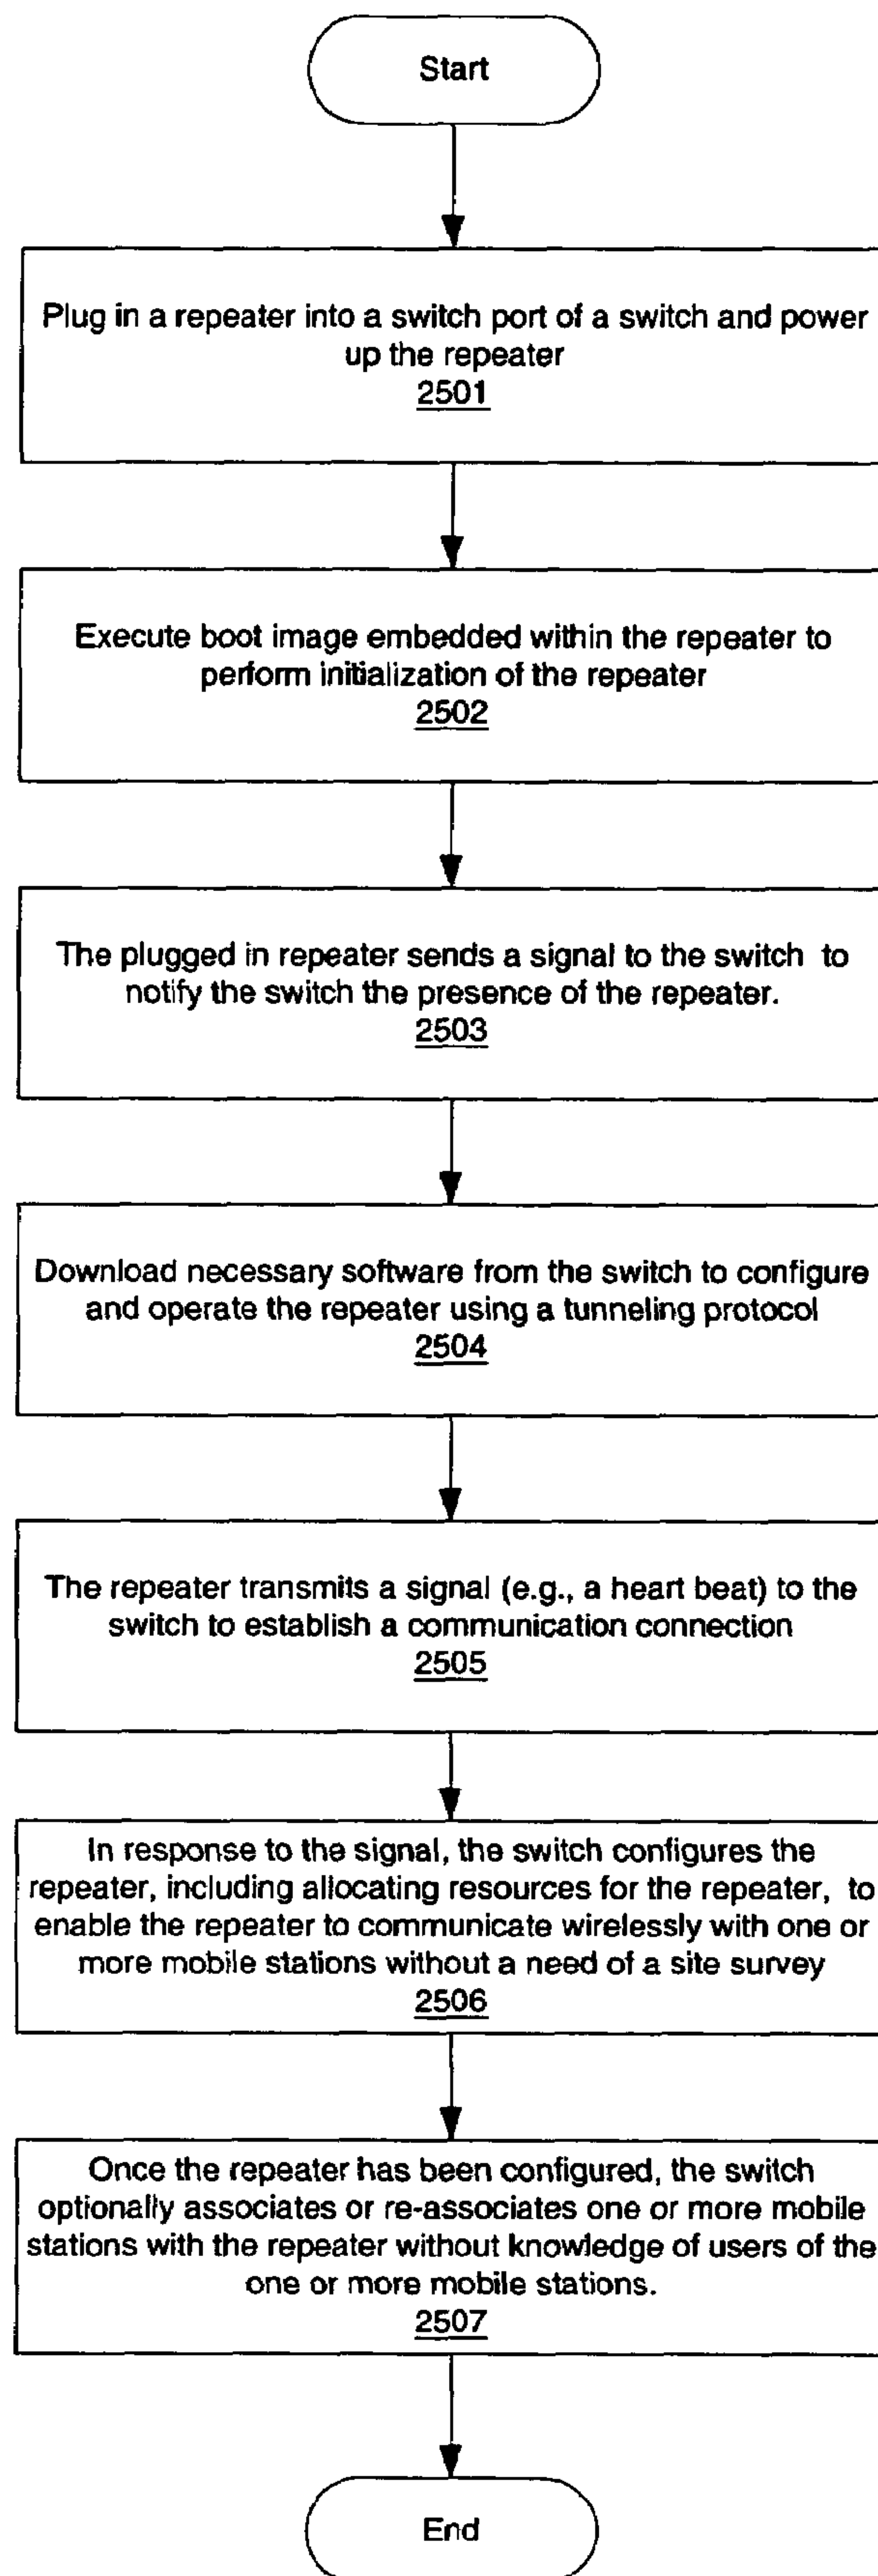 Start
Plug in a repeater into a switch port of a switch and power
up the repeater
2501
Execute boot image embedded within the repeater to
perform initialization of the repeater
2502
The plugged in repeater sends a signal to the switch to
notify the switch the presence of the repeater.
2503
Download necessary software from the switch to configure
and operate the repeater using a tunneling protocol
2504
The repeater transmits a signal (e.g., a heart beat) to the
switch to establish a communication connection
2505
In response to the signal, the switch configures the
repeater, including allocating resources for the repeater, to
enable the repeater to communicate wirelessly with one or
more mobile stations without a need of a site survey
2506
Once the repeater has been configured, the switch
optionally associates or re-associates one or more mobile
stations with the repeater without knowledge of users of the
one or more mobile stations.
2507
End